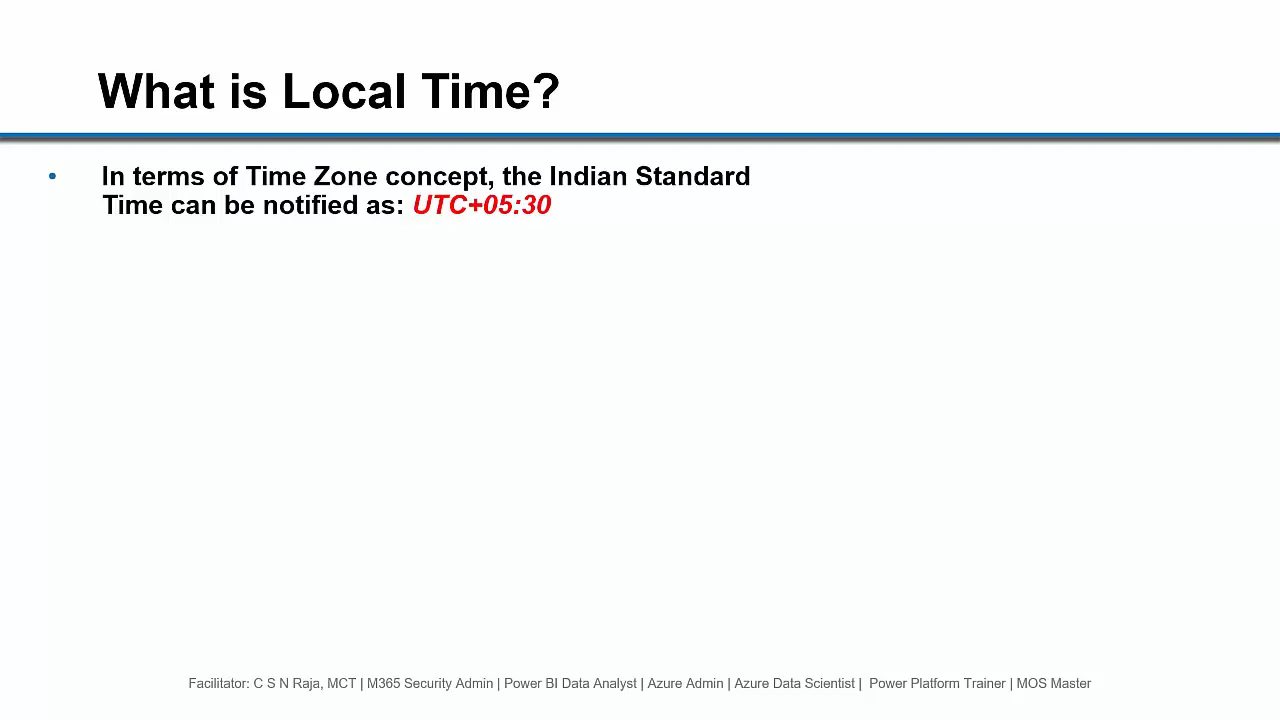 What is Local Time?
• In terms of Time Zone concept, the Indian Standard
Time can be notified as: UTC+05:30
Facilitator: C S N Raja, MCT | M365 Security Admin | Power BI Data Analyst | Azure Admin | Azure Data Scientist | Power Platform Trainer | MOS Master